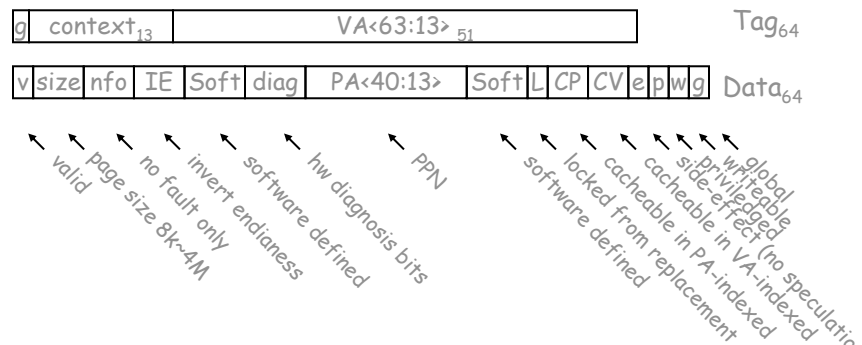 g context13 VA<63:13> 51 Tag64
v size nfo IE Soft diag PA<40:13> Soft L CP CV e p w g Data64
valid
page size 8k~4M
no fault only
invert endianess
software defined
hw diagnosis bits
PPN
software defined
locked from replacement
cacheable in PA-indexed
cacheable in VA-indexed
side-effect (no speculatio
priviledged
writeable
global